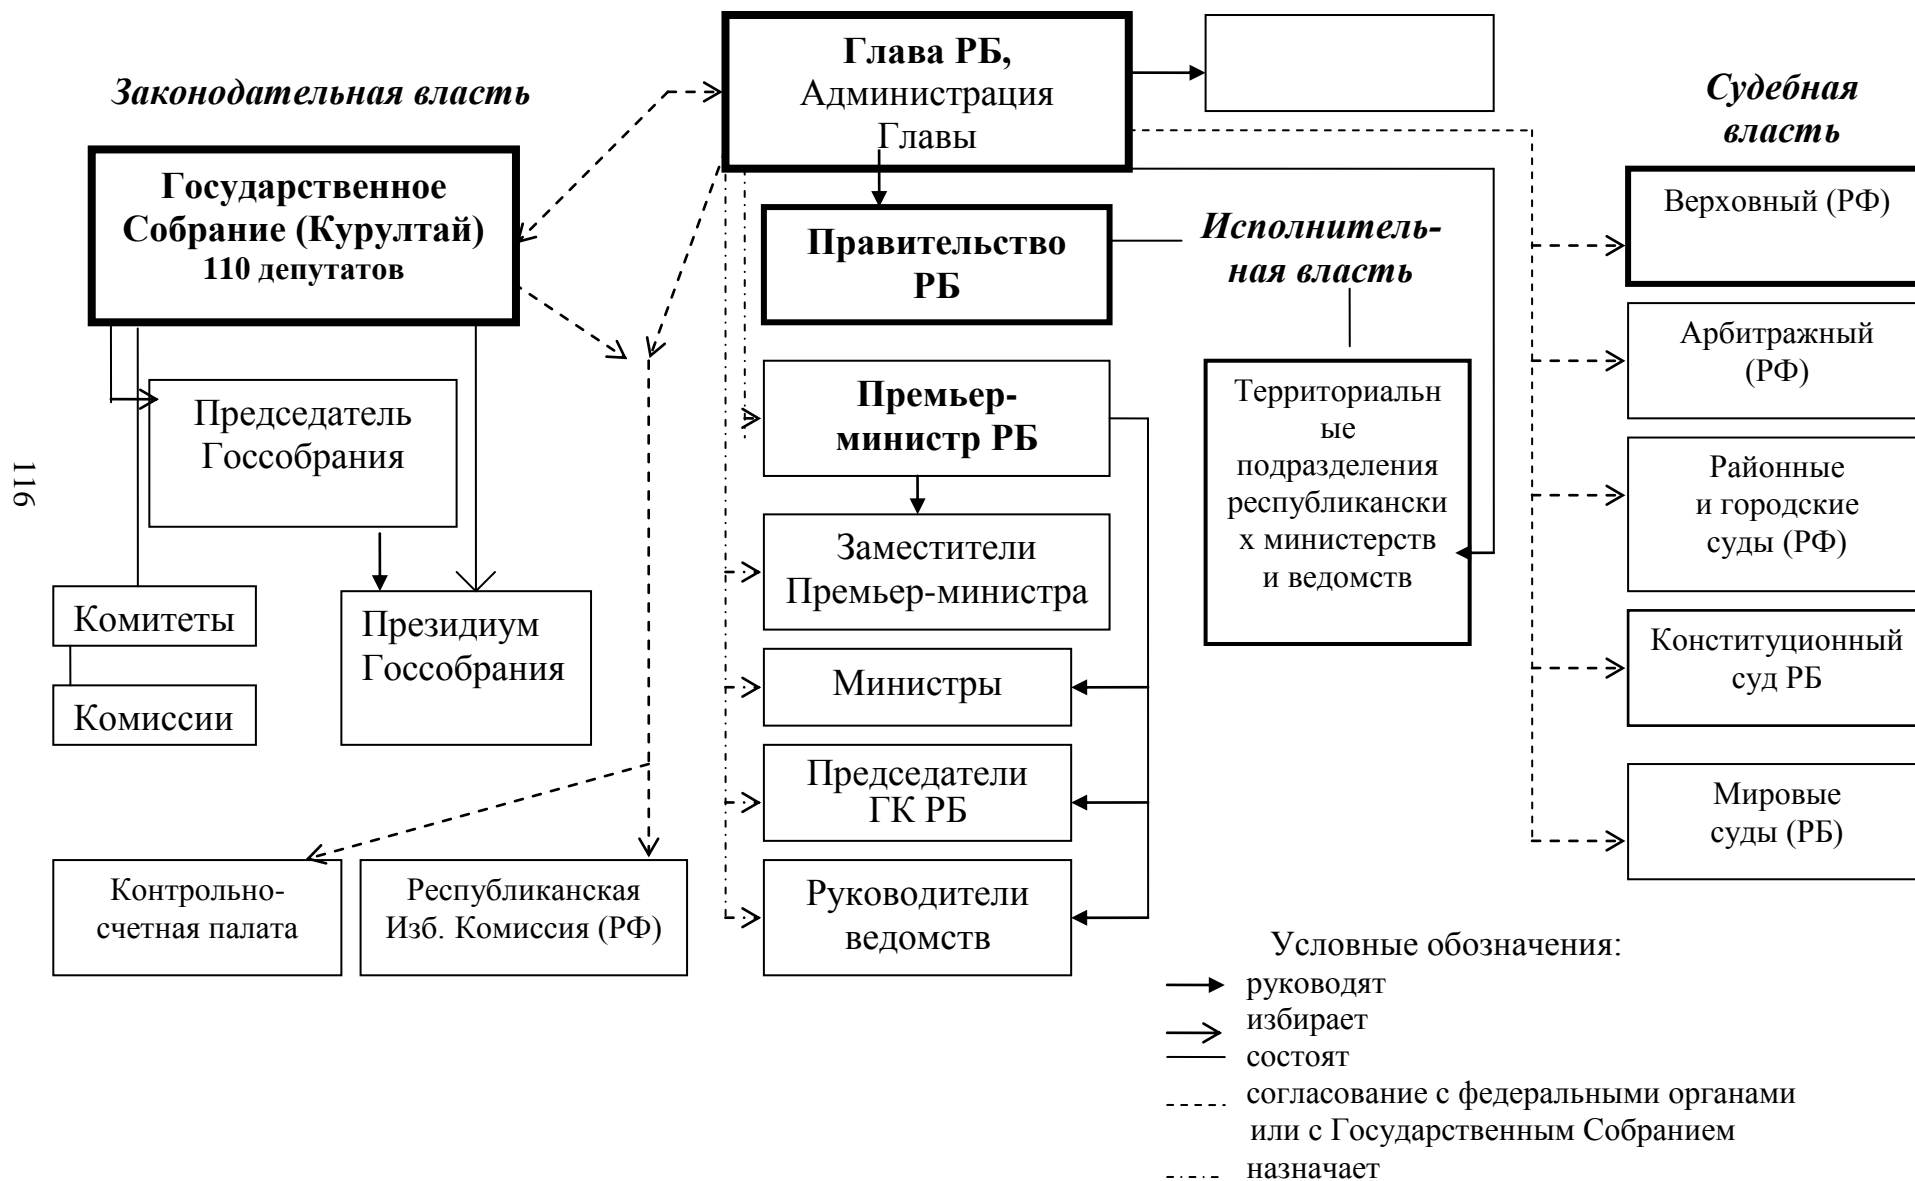 Глава РБ,
Администрация
Главы
Законодательная власть
Судебная
власть
Государственное
Собрание (Курултай)
110 депутатов
Правительство
РБ
Исполнитель-
ная власть
Верховный (РФ)
Арбитражный
(РФ)
Председатель
Госсобрания
Премьер-
министр РБ
Территориальн
ые
подразделения
республикански
х министерств
и ведомств
Районные
и городские
суды (РФ)
116
Заместители
Премьер-министра
Комитеты
Президиум
Госсобрания
Конституционный
суд РБ
Министры
Комиссии
Председатели
ГК РБ
Мировые
суды (РБ)
Контрольно-
счетная палата
Республиканская
Изб. Комиссия (РФ)
Руководители
ведомств
Условные обозначения:
руководят
избирает
состоят
согласование с федеральными органами
или с Государственным Собранием
назначает